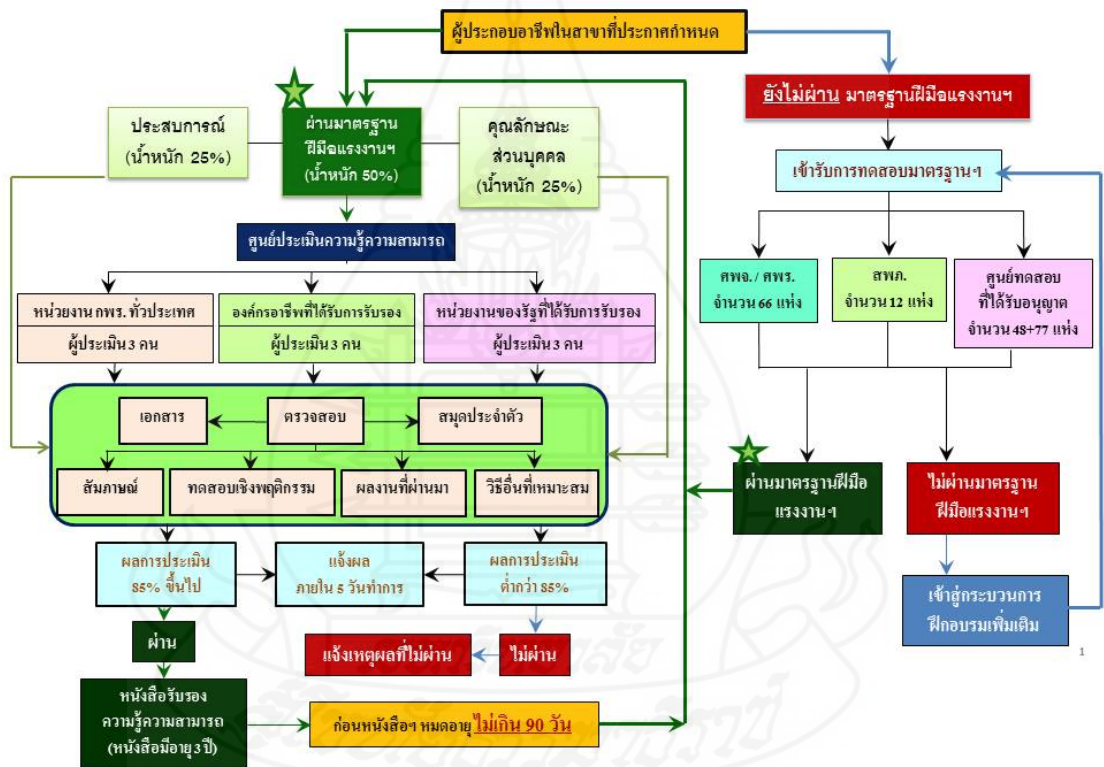 ผู้ประกอบอาชีพในสาขาที่ประกาศกำหนด
ยังไม่ผ่าน มาตรฐานฝีมือแรงงานฯ
ประสบการณ์
(น้ำหนัก 25%)
ผ่านมาตรฐาน
ฝีมือแรงงานฯ
(น้ำหนัก 50%)
คุณลักษณะ
ส่วนบุคคล
(น้ำหนัก 25%)
เข้ารับการทดสอบมาตรฐานฯ
ศูนย์ประเมินความรู้ความสามารถ
ศพจ./ ศพร.
จำนวน 66 แห่ง
สพภ.
จำนวน 12 แห่ง
ศูนย์ทดสอบ
ที่ได้รับอนุญาต
จำนวน 48+77 แห่ง
หน่วยงาน กพร. ทั่วประเทศ
ผู้ประเมิน 3 คน
องค์กรอาชีพที่ได้รับการรับรอง
ผู้ประเมิน 3 คน
หน่วยงานของรัฐที่ได้รับการรับรอง
ผู้ประเมิน 3 คน
เอกสาร
ตรวจสอบ
สมุดประจำตัว
สัมภาษณ์
ทดสอบเชิงพฤติกรรม
ผลงานที่ผ่านมา
วิธีอื่นที่เหมาะสม
ผ่านมาตรฐานฝีมือ
แรงงานฯ
ไม่ผ่านมาตรฐาน
ฝีมือแรงงานฯ
ผลการประเมิน
85% ขึ้นไป
แจ้งผล
ภายใน 5 วันทำการ
ผลการประเมิน
ต่ำกว่า 85%
เข้าสู่กระบวนการ
ฝึกอบรมเพิ่มเติม
ผ่าน
แจ้งเหตุผลที่ไม่ผ่าน
ไม่ผ่าน
1
หนังสือรับรอง
ความรู้ความสามารถ
(หนังสือมีอายุ 3 ปี)
ก่อนหนังสือฯ หมดอายุ ไม่เกิน 90 วัน